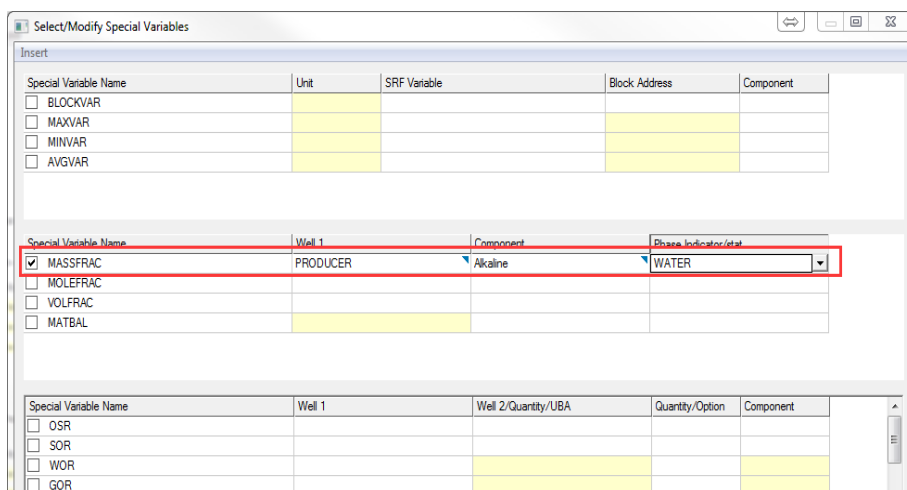 Select/Modify Special Variables
Insert
Special Variable Name Unit SRF Variable Block Address Component
BLOCKVAR
MAXVAR
MINVAR
AVGVAR
Special Variable Name Well 1 Component Phase Indicator/stat
MASSFRAC PRODUCER Alkaline WATER
MOLEFRAC
VOLFRAC
MATBAL
Special Variable Name Well 1 Well 2/Quantity/UBA Quantity/Option Component
OSR
SOR
WOR
GOR